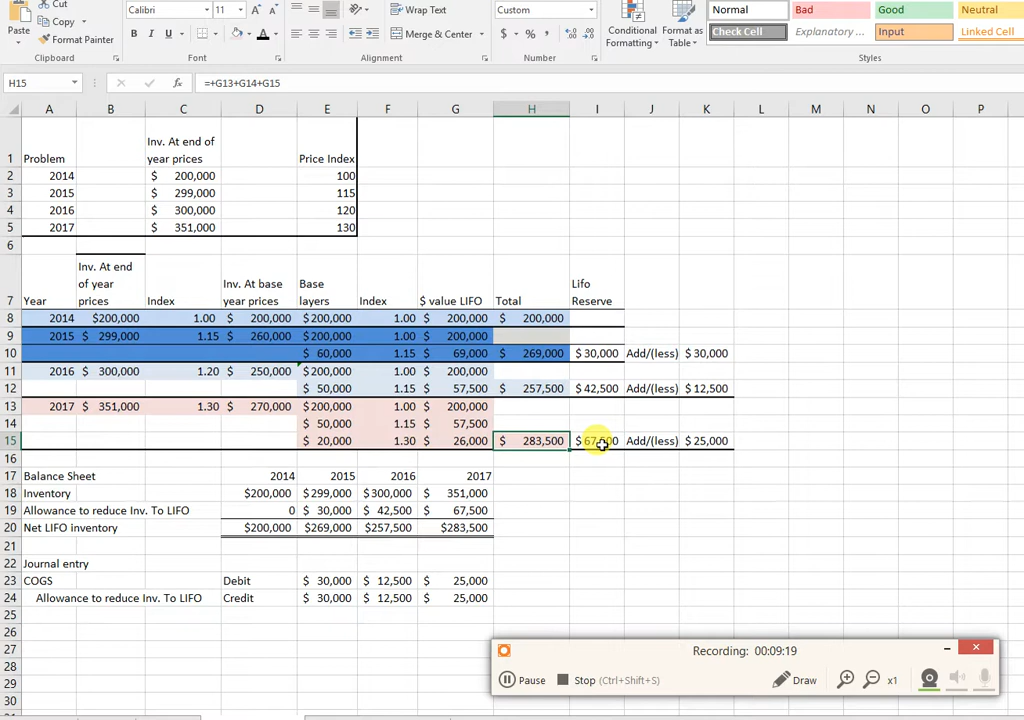 Cut
Calibri 11 Wrap Text Custom Normal Bad Good Neutral
Copy
Paste Format Painter B I U Merge & Center $ % Conditional Formatting Format as Table Check Cell Explanatory ... Input Linked Cell
Clipboard Font Alignment Number Styles
H15 fx =+G13+G14+G15
A B C D E F G H I J K L M N O P
1 Problem Inv. At end of year prices Price Index
2 2014 $ 200,000 100
3 2015 $ 299,000 115
4 2016 $ 300,000 120
5 2017 $ 351,000 130
6
7 Year Inv. At end of year prices Index Inv. At base year prices Base layers Index $ value LIFO Total Lifo Reserve
8 2014 $200,000 1.00 $ 200,000 $200,000 1.00 $ 200,000 $ 200,000
9 2015 $ 299,000 1.15 $ 260,000 $200,000 1.00 $ 200,000
10 $ 60,000 1.15 $ 69,000 $ 269,000 $ 30,000 Add/(less) $ 30,000
11 2016 $ 300,000 1.20 $ 250,000 $200,000 1.00 $ 200,000
12 $ 50,000 1.15 $ 57,500 $ 257,500 $ 42,500 Add/(less) $ 12,500
13 2017 $ 351,000 1.30 $ 270,000 $200,000 1.00 $ 200,000
14 $ 50,000 1.15 $ 57,500
15 $ 20,000 1.30 $ 26,000 $ 283,500 Add/(less) $ 25,000
16
17 Balance Sheet 2014 2015 2016 2017
18 Inventory $200,000 $299,000 $300,000 $ 351,000
19 Allowance to reduce Inv. To LIFO 0 $ 30,000 $ 42,500 $ 67,500
20 Net LIFO inventory $200,000 $269,000 $257,500 $283,500
21
22 Journal entry
23 COGS Debit $ 30,000 $ 12,500 $ 25,000
24 Allowance to reduce Inv. To LIFO Credit $ 30,000 $ 12,500 $ 25,000
25
26
27
28
29
30
Recording: 00:09:19
Pause Stop (Ctrl+Shift+S) Draw x1